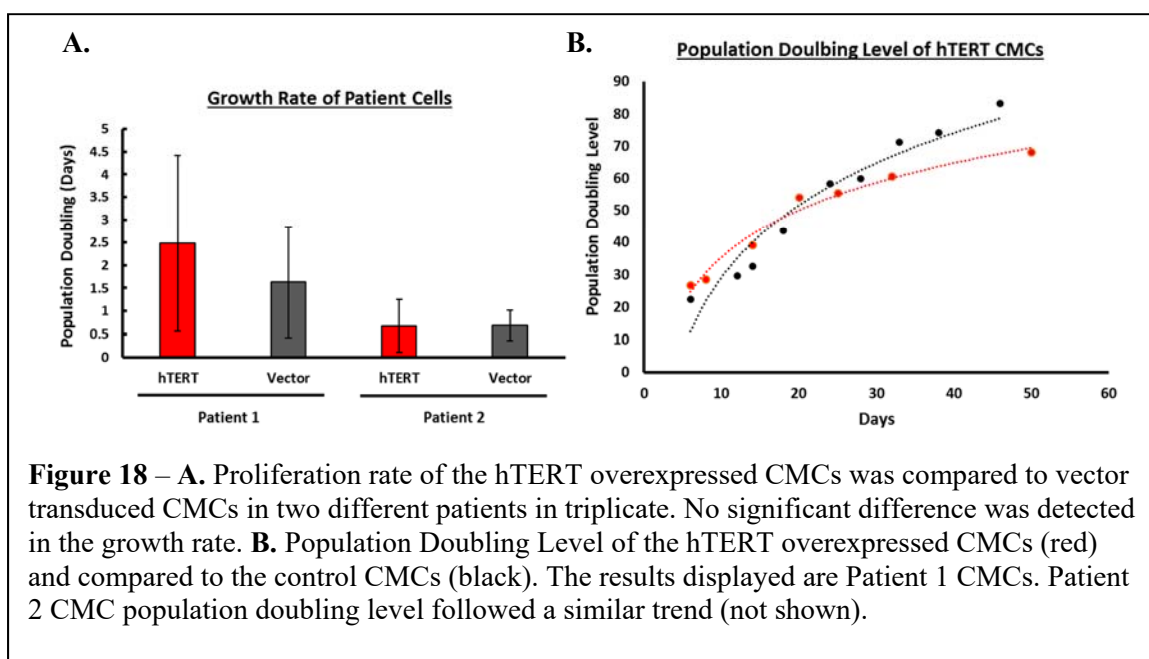 A.
Growth Rate of Patient Cells
Population Doubling (Days)
5
4.5
4
3.5
3
2.5
2
1.5
1
0.5
0
hTERT Vector hTERT Vector
Patient 1 Patient 2
B.
Population Doulbing Level of hTERT CMCs
Population Doubling Level
90
80
70
60
50
40
30
20
10
0
0 10 20 30 40 50 60
Days
Figure 18 – A. Proliferation rate of the hTERT overexpressed CMCs was compared to vector
transduced CMCs in two different patients in triplicate. No significant difference was detected
in the growth rate. B. Population Doubling Level of the hTERT overexpressed CMCs (red)
and compared to the control CMCs (black). The results displayed are Patient 1 CMCs. Patient
2 CMC population doubling level followed a similar trend (not shown).